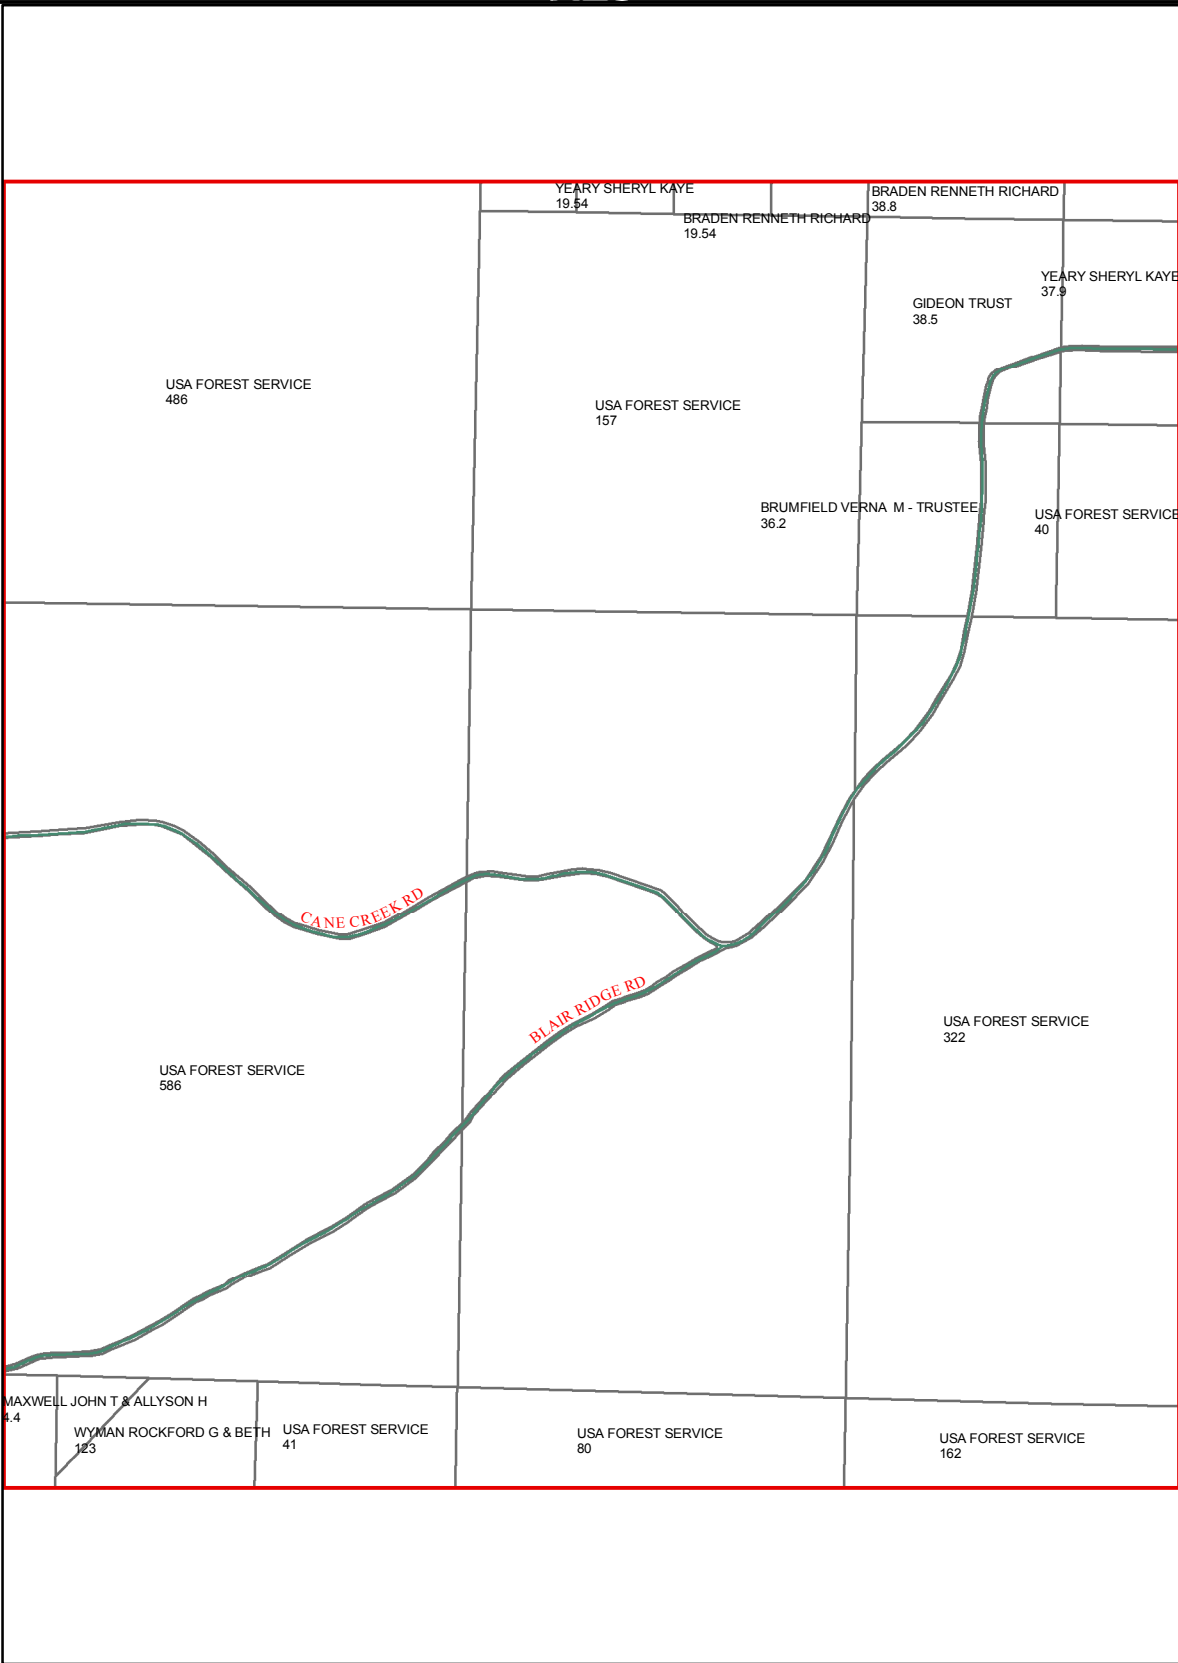 YEARY SHERYL KAYE
19.54
BRADEN RENNETH RICHARD
38.8
BRADEN RENNETH RICHARD
19.54
YEARY SHERYL KAYE
37.9
GIDEON TRUST
38.5
USA FOREST SERVICE
486
USA FOREST SERVICE
157
BRUMFIELD VERNA M - TRUSTEE
36.2
USA FOREST SERVICE
40
CANE CREEK RD
BLAIR RIDGE RD
USA FOREST SERVICE
322
USA FOREST SERVICE
586
MAXWELL JOHN T & ALLYSON H
4.4
WYMAN ROCKFORD G & BETH
123
USA FOREST SERVICE
41
USA FOREST SERVICE
80
USA FOREST SERVICE
162